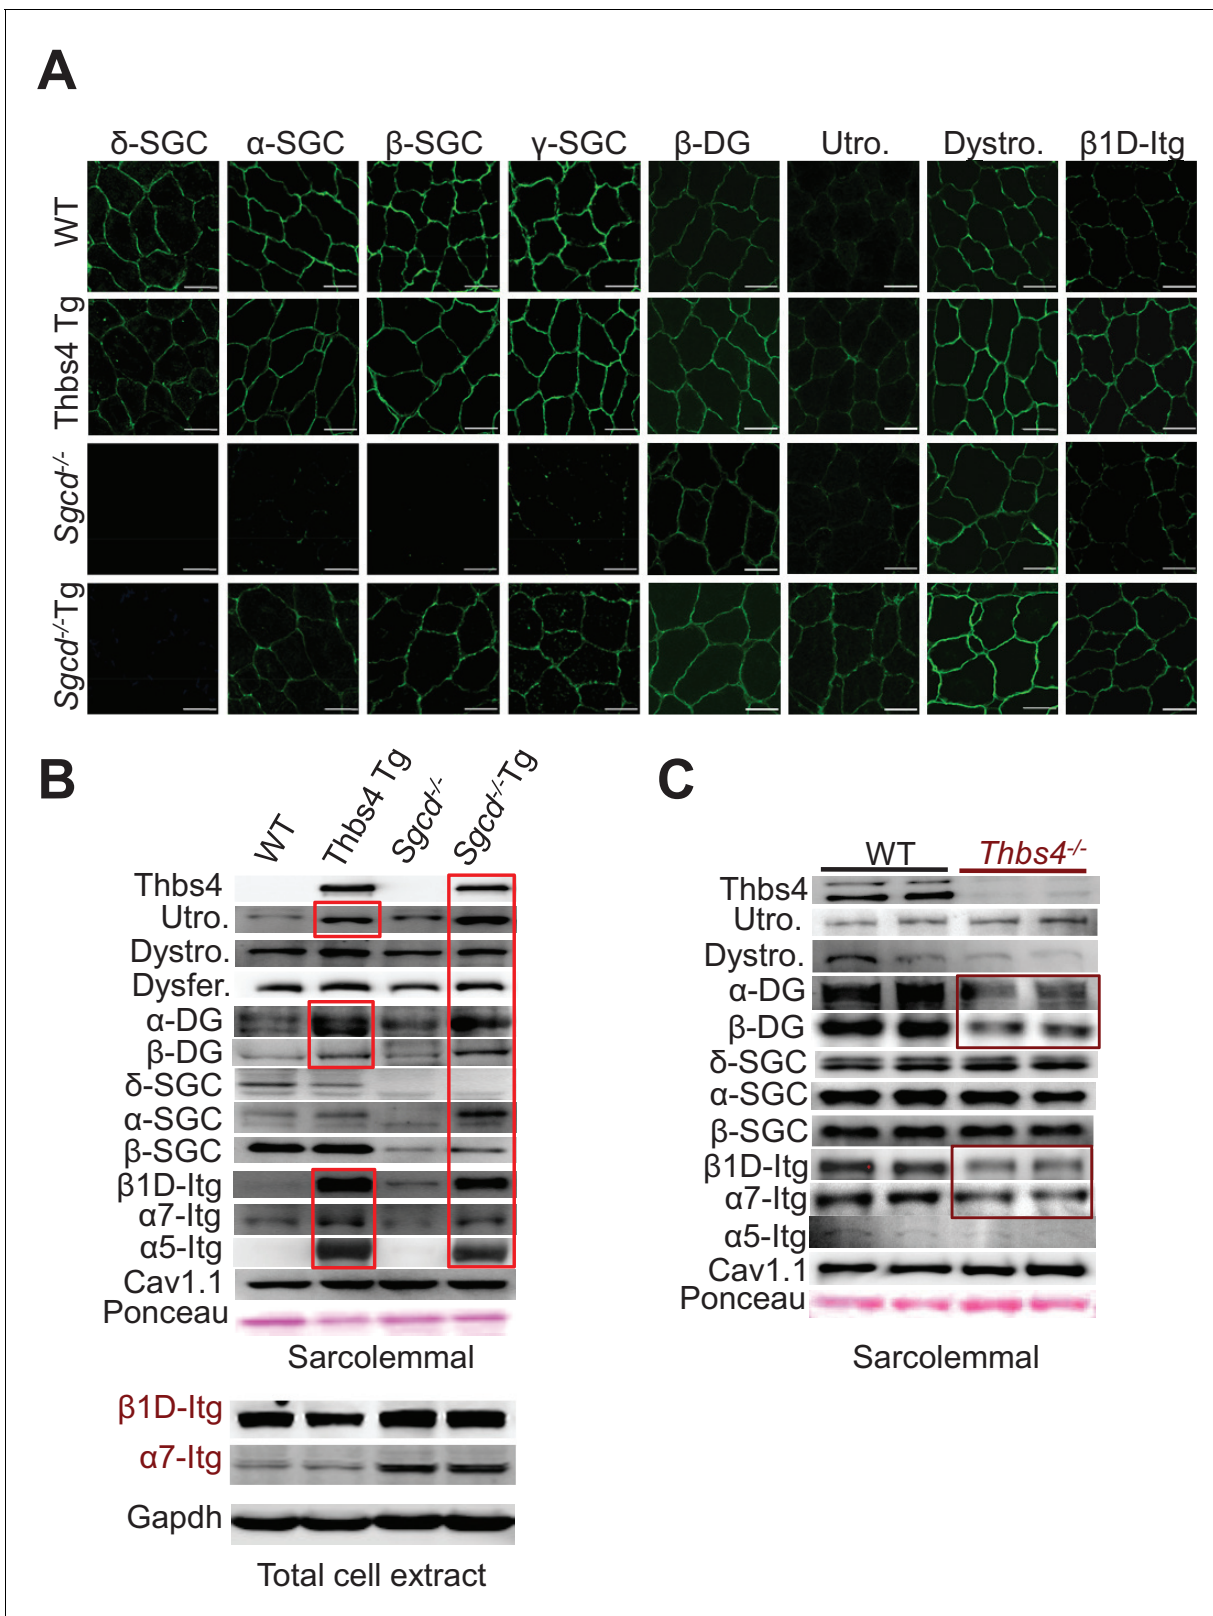 A
δ-SGC α-SGC β-SGC γ-SGC β-DG Utro. Dystro. β1D-Itg
WT
Thbs4 Tg
Sgcd-/-
Sgcd-/-Tg
B
WT Thbs4 Tg Sgcd-/- Sgcd-/-Tg
Thbs4
Utro.
Dystro.
Dysfer.
α-DG
β-DG
δ-SGC
α-SGC
β-SGC
β1D-Itg
α7-Itg
α5-Itg
Cav1.1
Ponceau
Sarcolemmal
β1D-Itg
α7-Itg
Gapdh
Total cell extract
C
WT Thbs4-/-
Thbs4
Utro.
Dystro.
α-DG
β-DG
δ-SGC
α-SGC
β-SGC
β1D-Itg
α7-Itg
α5-Itg
Cav1.1
Ponceau
Sarcolemmal